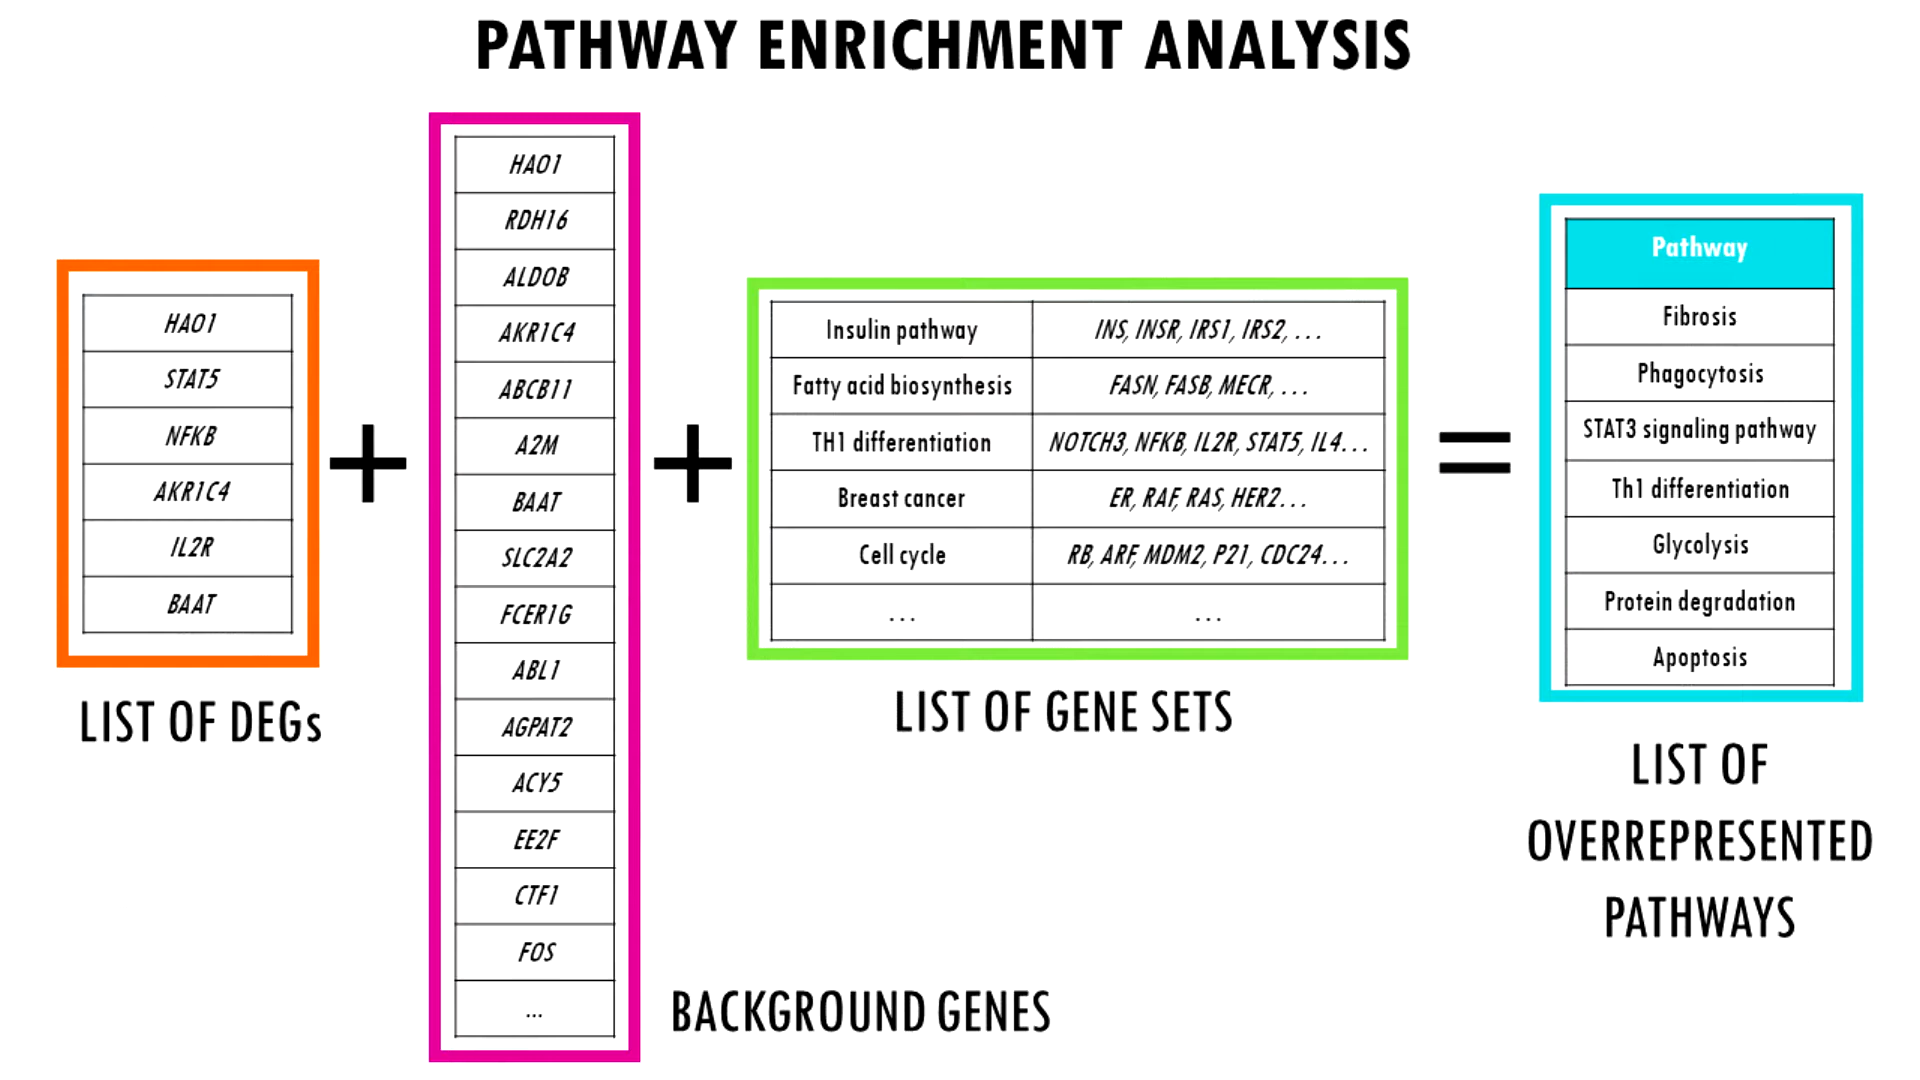 PATHWAY ENRICHMENT ANALYSIS
HAO1
STAT5
NFKB
AKR1C4
IL2R
BAAT
LIST OF DEGs
+
HAO1
RDH16
ALDOB
AKR1C4
ABCB11
A2M
BAAT
SLC2A2
FCER1G
ABL1
AGPAT2
ACY5
EE2F
CTF1
FOS
...
BACKGROUND GENES
+
Insulin pathway INS, INSR, IRS1, IRS2, ...
Fatty acid biosynthesis FASN, FASB, MECR, ...
TH1 differentiation NOTCH3, NFKB, IL2R, STAT5, IL4...
Breast cancer ER, RAF, RAS, HER2...
Cell cycle RB, ARF, MDM2, P21, CDC24...
... ...
LIST OF GENE SETS
=
Pathway
Fibrosis
Phagocytosis
STAT3 signaling pathway
Th1 differentiation
Glycolysis
Protein degradation
Apoptosis
LIST OF
OVERREPRESENTED
PATHWAYS